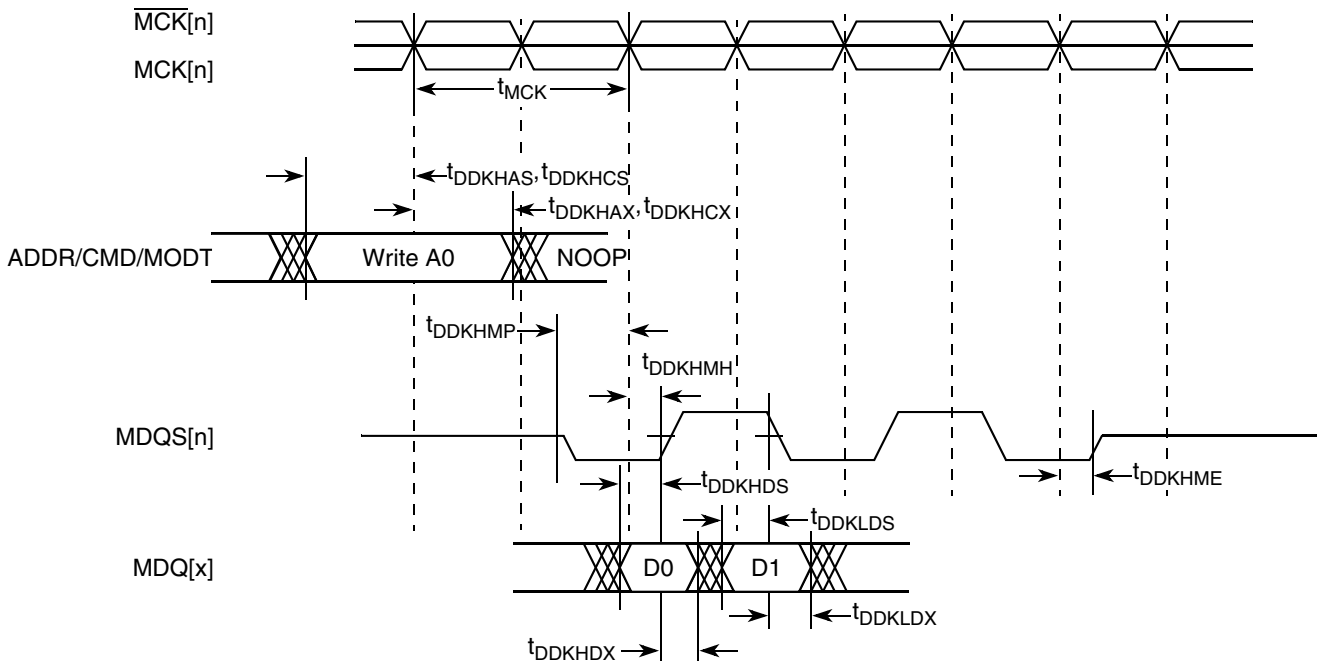 MCK[n]
MCK[n]
tMCK
tDDKHAS,tDDKHCS
tDDKHAX,tDDKHCX
ADDR/CMD/MODT
Write A0
NOOP
tDDKHMP
tDDKHMH
MDQS[n]
tDDKHME
tDDKHDS
tDDKLDS
MDQ[x]
D0
D1
tDDKLDX
tDDKHDX